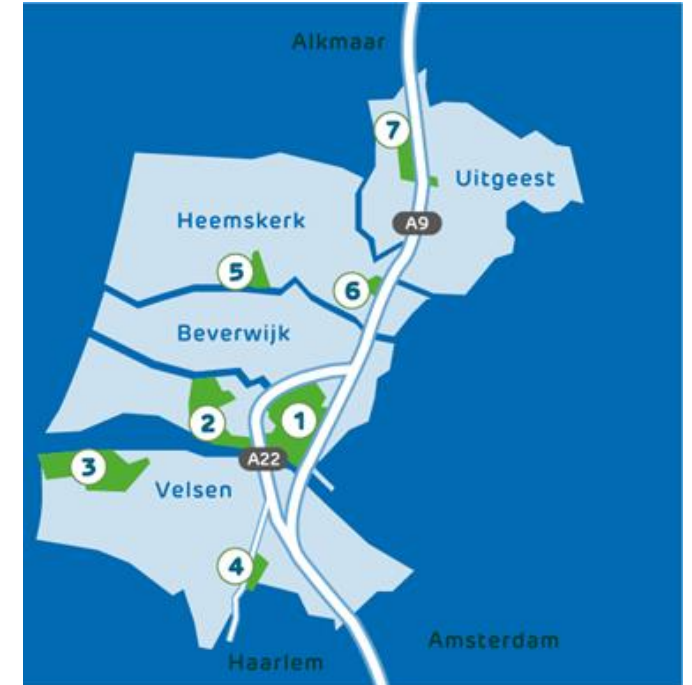 Alkmaar
7
Uitgeest
Heemskerk
A9
5
6
Beverwijk
2
1
A22
3
Velsen
4
Amsterdam
Haarlem